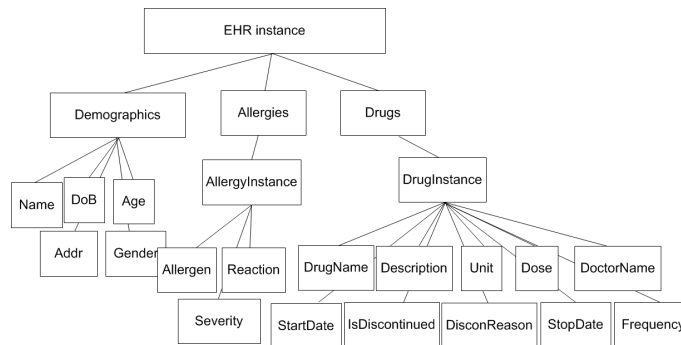 EHR instance
Demographics
Allergies
Drugs
AllergyInstance
DrugInstance
Name
DoB
Age
Addr
Gender
Allergen
Reaction
Severity
DrugName
Description
Unit
Dose
DoctorName
StartDate
IsDiscontinued
DisconReason
StopDate
Frequency